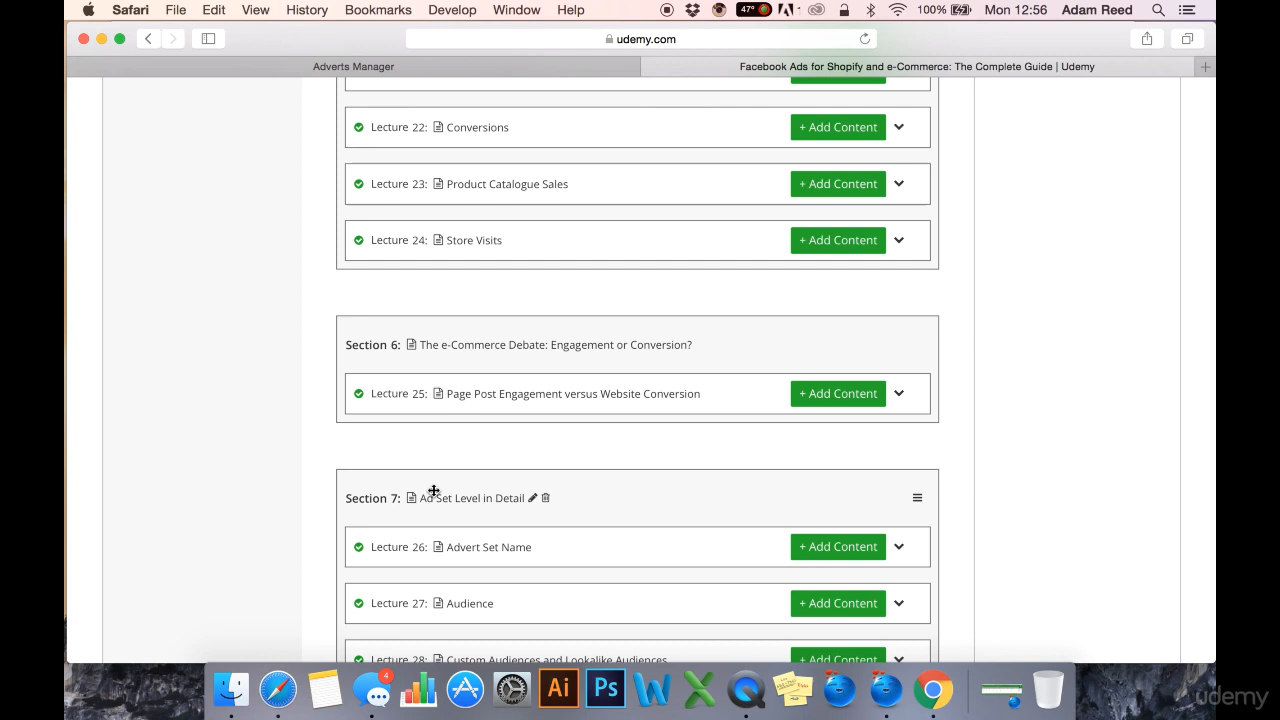 Safari File Edit View History Bookmarks Develop Window Help 47° 100% Mon 12:56 Adam Reed
udemy.com
Adverts Manager Facebook Ads for Shopify and e-Commerce: The Complete Guide | Udemy
Lecture 22: Conversions + Add Content
Lecture 23: Product Catalogue Sales + Add Content
Lecture 24: Store Visits + Add Content
Section 6: The e-Commerce Debate: Engagement or Conversion?
Lecture 25: Page Post Engagement versus Website Conversion + Add Content
Section 7: Ad Set Level in Detail
Lecture 26: Advert Set Name + Add Content
Lecture 27: Audience + Add Content
Lecture 28: Custom Audiences and Lookalike Audiences + Add Content
4 Ai Ps
udemy